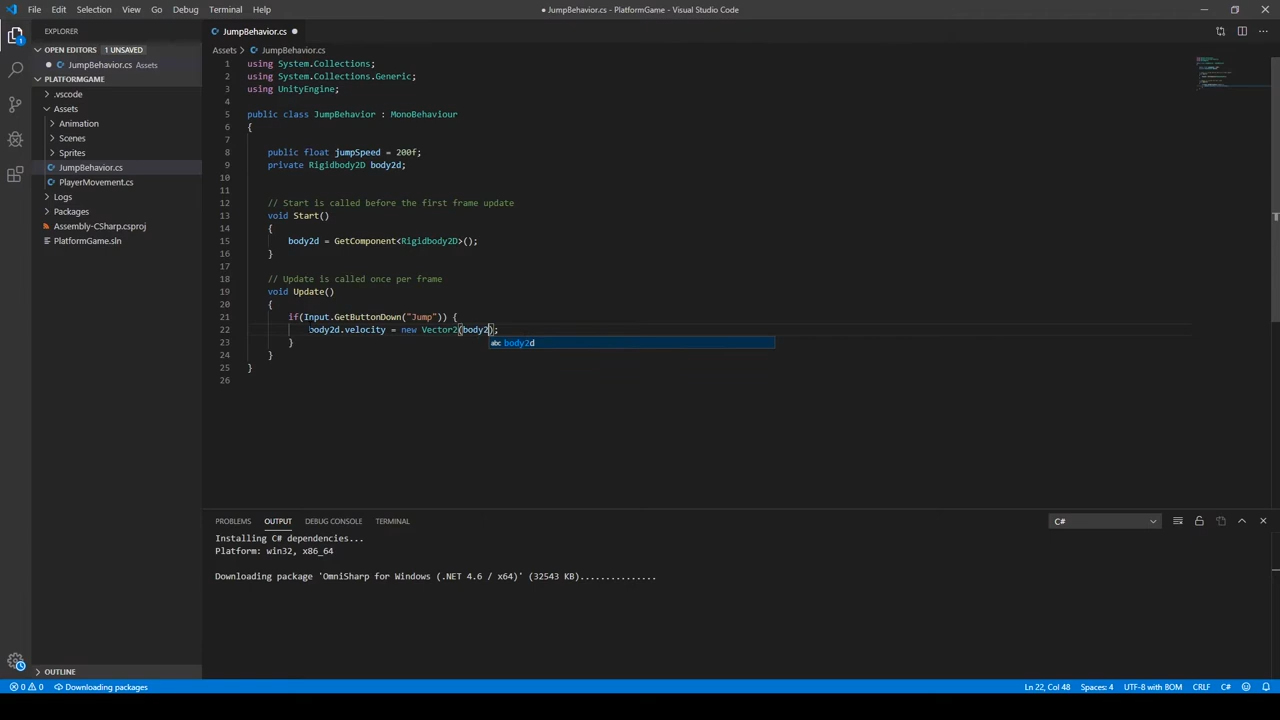 File Edit Selection View Go Debug Terminal Help
● JumpBehavior.cs - PlatformGame - Visual Studio Code
EXPLORER
OPEN EDITORS 1 UNSAVED
JumpBehavior.cs Assets
PLATFORMGAME
.vscode
Assets
Animation
Scenes
Sprites
JumpBehavior.cs
PlayerMovement.cs
Logs
Packages
Assembly-CSharp.csproj
PlatformGame.sln
OUTLINE
JumpBehavior.cs
Assets > JumpBehavior.cs
1 using System.Collections;
2 using System.Collections.Generic;
3 using UnityEngine;
4
5 public class JumpBehavior : MonoBehaviour
6 {
7
8 public float jumpSpeed = 200f;
9 private Rigidbody2D body2d;
10
11
12 // Start is called before the first frame update
13 void Start()
14 {
15 body2d = GetComponent<Rigidbody2D>();
16 }
17
18 // Update is called once per frame
19 void Update()
20 {
21 if(Input.GetButtonDown("Jump")) {
22 body2d.velocity = new Vector2(body2);
abc body2d
23 }
24 }
25 }
26
PROBLEMS OUTPUT DEBUG CONSOLE TERMINAL
C#
Installing C# dependencies...
Platform: win32, x86_64
Downloading package 'OmniSharp for Windows (.NET 4.6 / x64)' (32543 KB)...............
0 0 Downloading packages
Ln 22, Col 48 Spaces: 4 UTF-8 with BOM CRLF C#
1